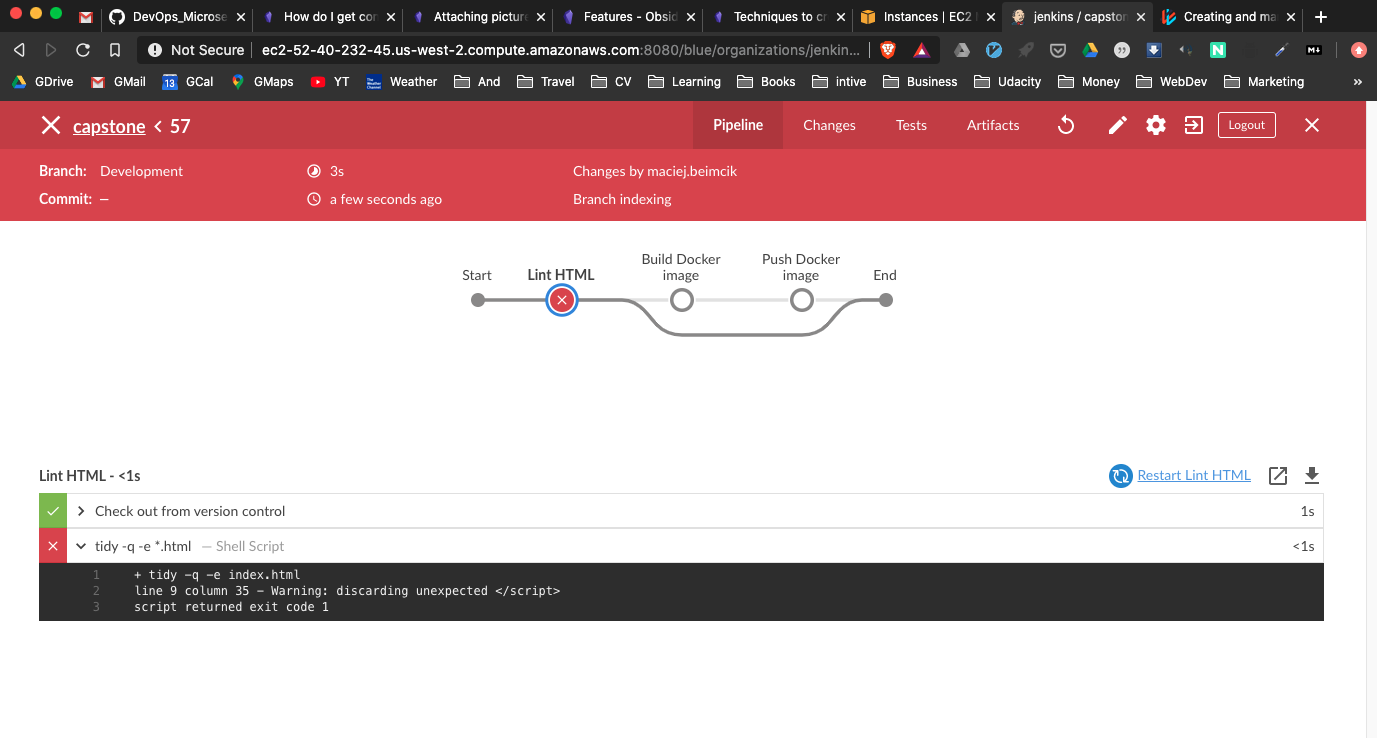 DevOps_Microse
How do I get con
Attaching picture
Features - Obsid
Techniques to cr
Instances | EC2
jenkins / capston
Creating and ma
Not Secure
ec2-52-40-232-45.us-west-2.compute.amazonaws.com:8080/blue/organizations/jenkin...
GDrive
GMail
13
GCal
GMaps
YT
Weather
And
Travel
CV
Learning
Books
intive
Business
Udacity
Money
WebDev
Marketing
»
capstone < 57
Pipeline
Changes
Tests
Artifacts
Logout
Branch: Development
3s
Changes by maciej.beimcik
Commit: —
a few seconds ago
Branch indexing
Start
Lint HTML
Build Docker
image
Push Docker
image
End
Lint HTML - <1s
Restart Lint HTML
Check out from version control
1s
tidy -q -e *.html — Shell Script
<1s
1 + tidy -q -e index.html
2 line 9 column 35 - Warning: discarding unexpected </script>
3 script returned exit code 1